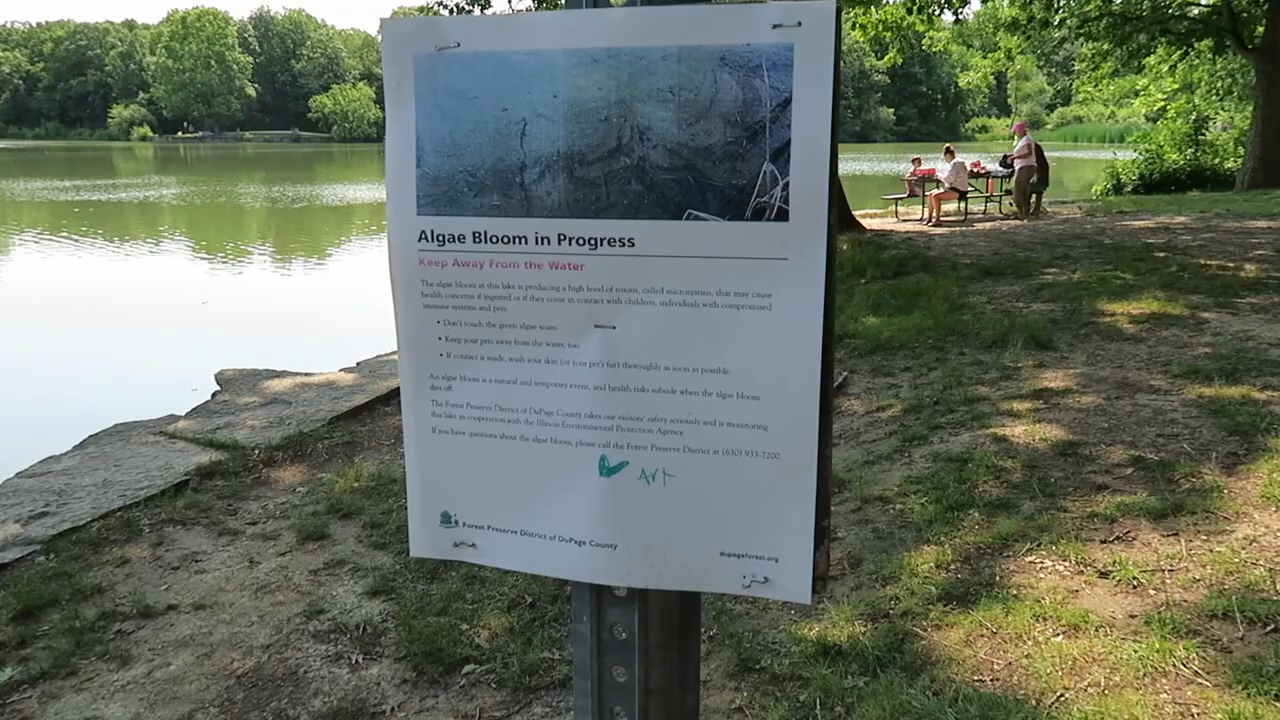 Algae Bloom in Progress
Keep Away From the Water
The algae bloom at this lake is producing a high level of toxins, called microystins, that may cause
health concerns if ingested or if they come in contact with children, individuals with compromised
immune systems and pets.
• Don't touch the green algae scum.
• Keep your pets away from the water, too.
• If contact is made, wash your skin (or your pet's fur) thoroughly as soon as possible.
An algae bloom is a natural and temporary event, and health risks subside when the algae bloom
dies off.
The Forest Preserve District of DuPage County takes our visitors' safety seriously and is monitoring
this lake in cooperation with the Illinois Environmental Protection Agency.
If you have questions about the algae bloom, please call the Forest Preserve District at (630) 933-7200.
Art
Forest Preserve District of DuPage County
dupageforest.org